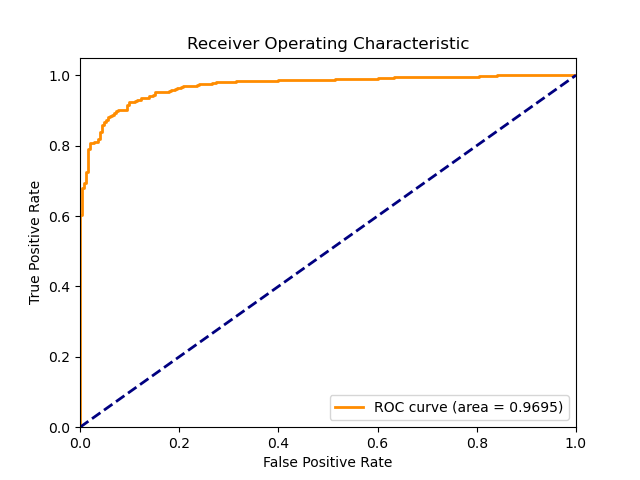 Receiver Operating Characteristic
True Positive Rate
1.0
0.8
0.6
0.4
0.2
0.0
ROC curve (area = 0.9695)
0.0 0.2 0.4 0.6 0.8 1.0
False Positive Rate